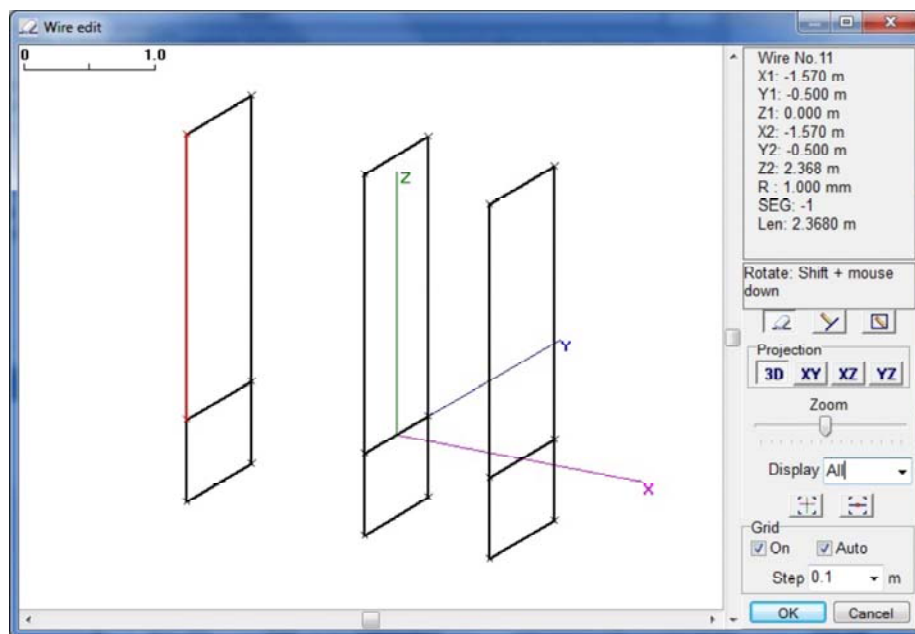 Wire edit
0 1.0
Wire No.11
X1: -1.570 m
Y1: -0.500 m
Z1: 0.000 m
X2: -1.570 m
Y2: -0.500 m
Z2: 2.368 m
R : 1.000 mm
SEG: -1
Len: 2.3680 m
Rotate: Shift + mouse
down
Projection
3D XY XZ YZ
Zoom
Display All
Grid
On Auto
Step 0.1 m
OK Cancel
Z
Y
X